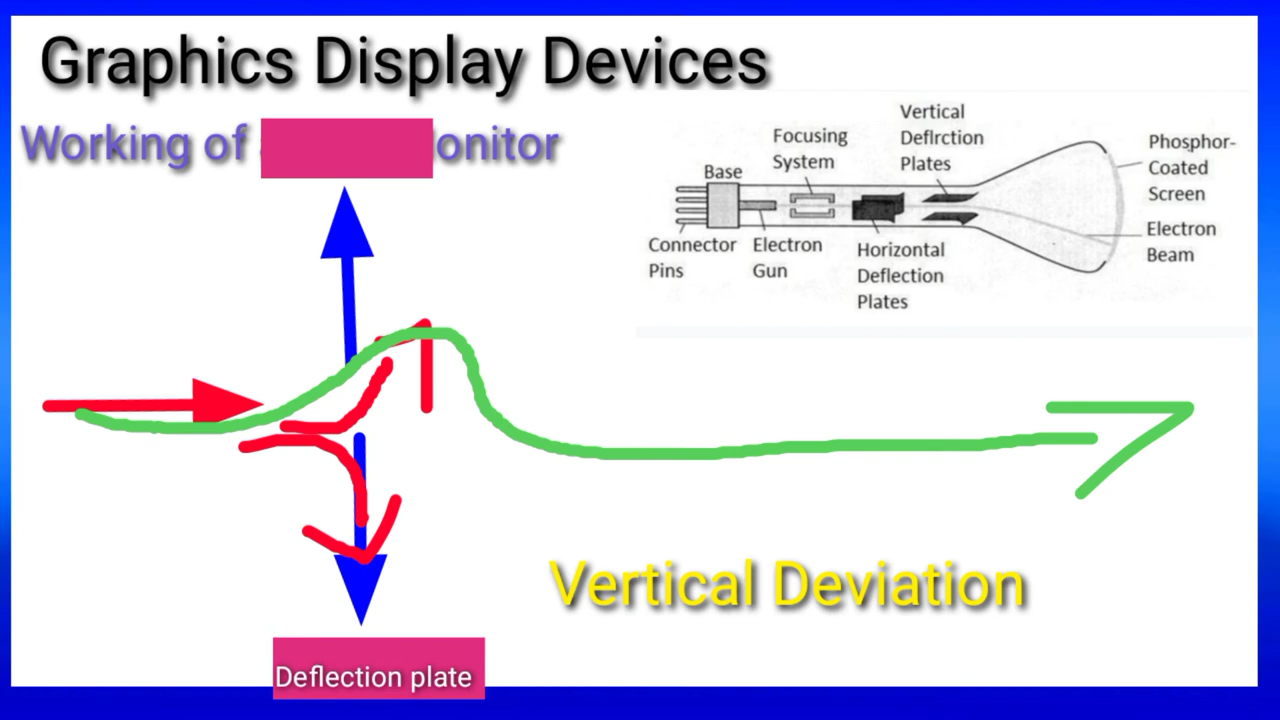 Graphics Display Devices
Working of onitor
Vertical
Deflrction
Plates
Focusing
System
Base
Phosphor-
Coated
Screen
Electron
Beam
Connector
Pins
Electron
Gun
Horizontal
Deflection
Plates
Vertical Deviation
Deflection plate